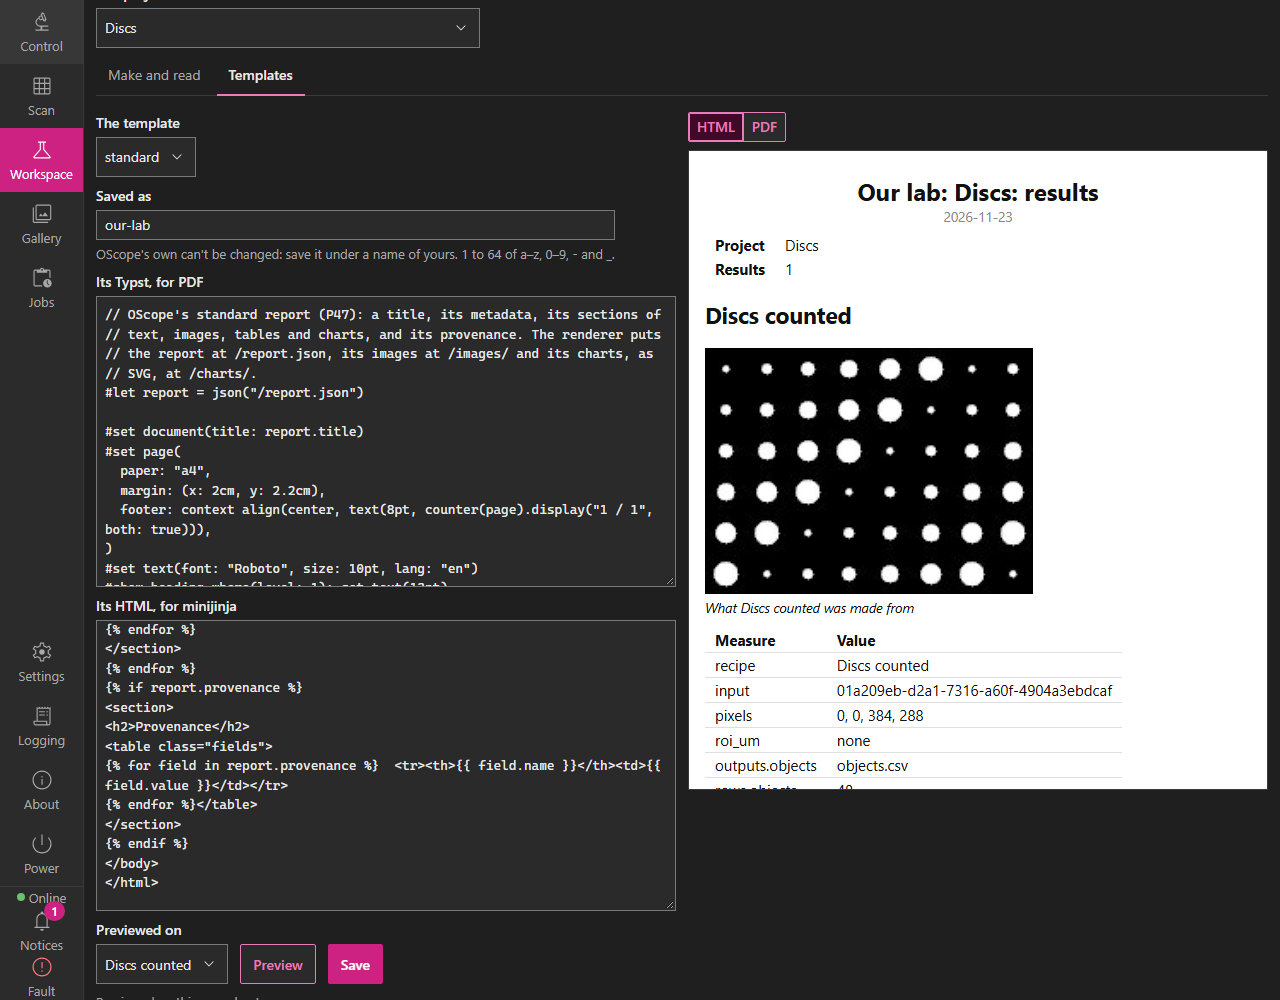 Control
Scan
Workspace
Gallery
Jobs
Settings
Logging
About
Power
Online
1
Notices
Fault
Discs
Make and read
Templates
The template
standard
Saved as
our-lab
OScope's own can't be changed: save it under a name of yours. 1 to 64 of a–z, 0–9, - and _.
Its Typst, for PDF
// OScope's standard report (P47): a title, its metadata, its sections of
// text, images, tables and charts, and its provenance. The renderer puts
// the report at /report.json, its images at /images/ and its charts, as
// SVG, at /charts/.
#let report = json("/report.json")
#set document(title: report.title)
#set page(
paper: "a4",
margin: (x: 2cm, y: 2.2cm),
footer: context align(center, text(8pt, counter(page).display("1 / 1",
both: true))),
)
#set text(font: "Roboto", size: 10pt, lang: "en")
Its HTML, for minijinja
{% endfor %}
</section>
{% endfor %}
{% if report.provenance %}
<section>
<h2>Provenance</h2>
<table class="fields">
{% for field in report.provenance %}  <tr><th>{{ field.name }}</th><td>{{
field.value }}</td></tr>
{% endfor %}</table>
</section>
{% endif %}
</body>
</html>
Previewed on
Discs counted
Preview
Save
HTML
PDF
Our lab: Discs: results
2026-11-23
Project Discs
Results 1
Discs counted
What Discs counted was made from
Measure Value
recipe Discs counted
input 01a209eb-d2a1-7316-a60f-4904a3ebdcaf
pixels 0, 0, 384, 288
roi_um none
outputs.objects objects.csv